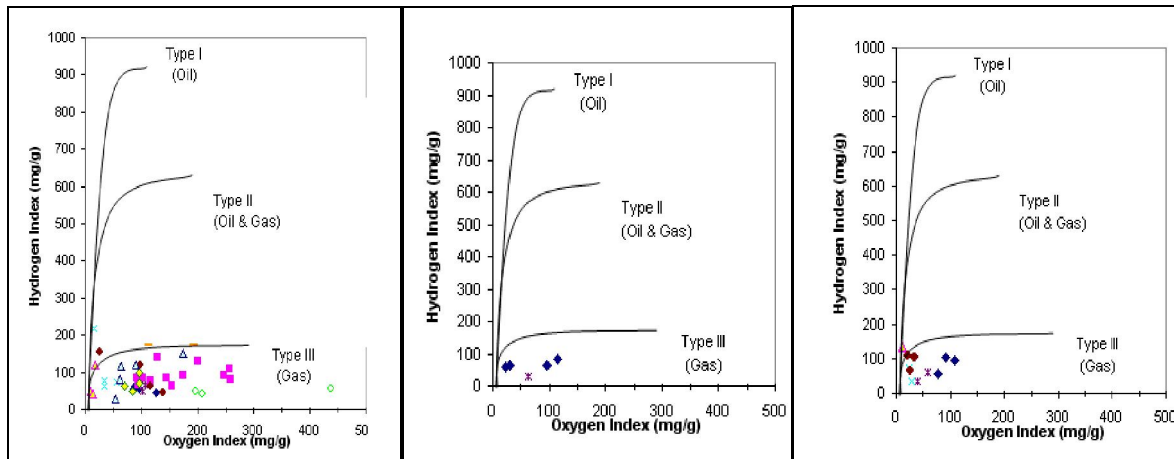 1000
900
800
700
600
500
400
300
200
100
0
Hydrogen Index (mg/g)
Type I
(Oil)
Type II
(Oil & Gas)
Type III
(Gas)
0 100 200 300 400 500
Oxygen Index (mg/g)
1000
900
800
700
600
500
400
300
200
100
0
Hydrogen Index (mg/g)
Type I
(Oil)
Type II
(Oil & Gas)
Type III
(Gas)
0 100 200 300 400 500
Oxygen Index (mg/g)
1000
900
800
700
600
500
400
300
200
100
0
Hydrogen Index (mg/g)
Type I
(Oil)
Type II
(Oil & Gas)
Type III
(Gas)
0 100 200 300 400 500
Oxygen Index (mg/g)